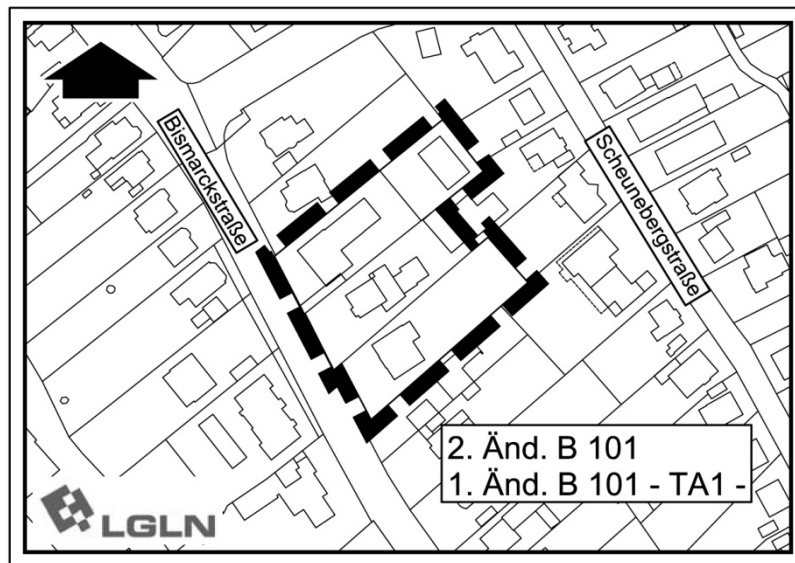 Bismarckstraße
Scheunebergstraße
2. Änd. B 101
1. Änd. B 101 - TA1 -
LGLN